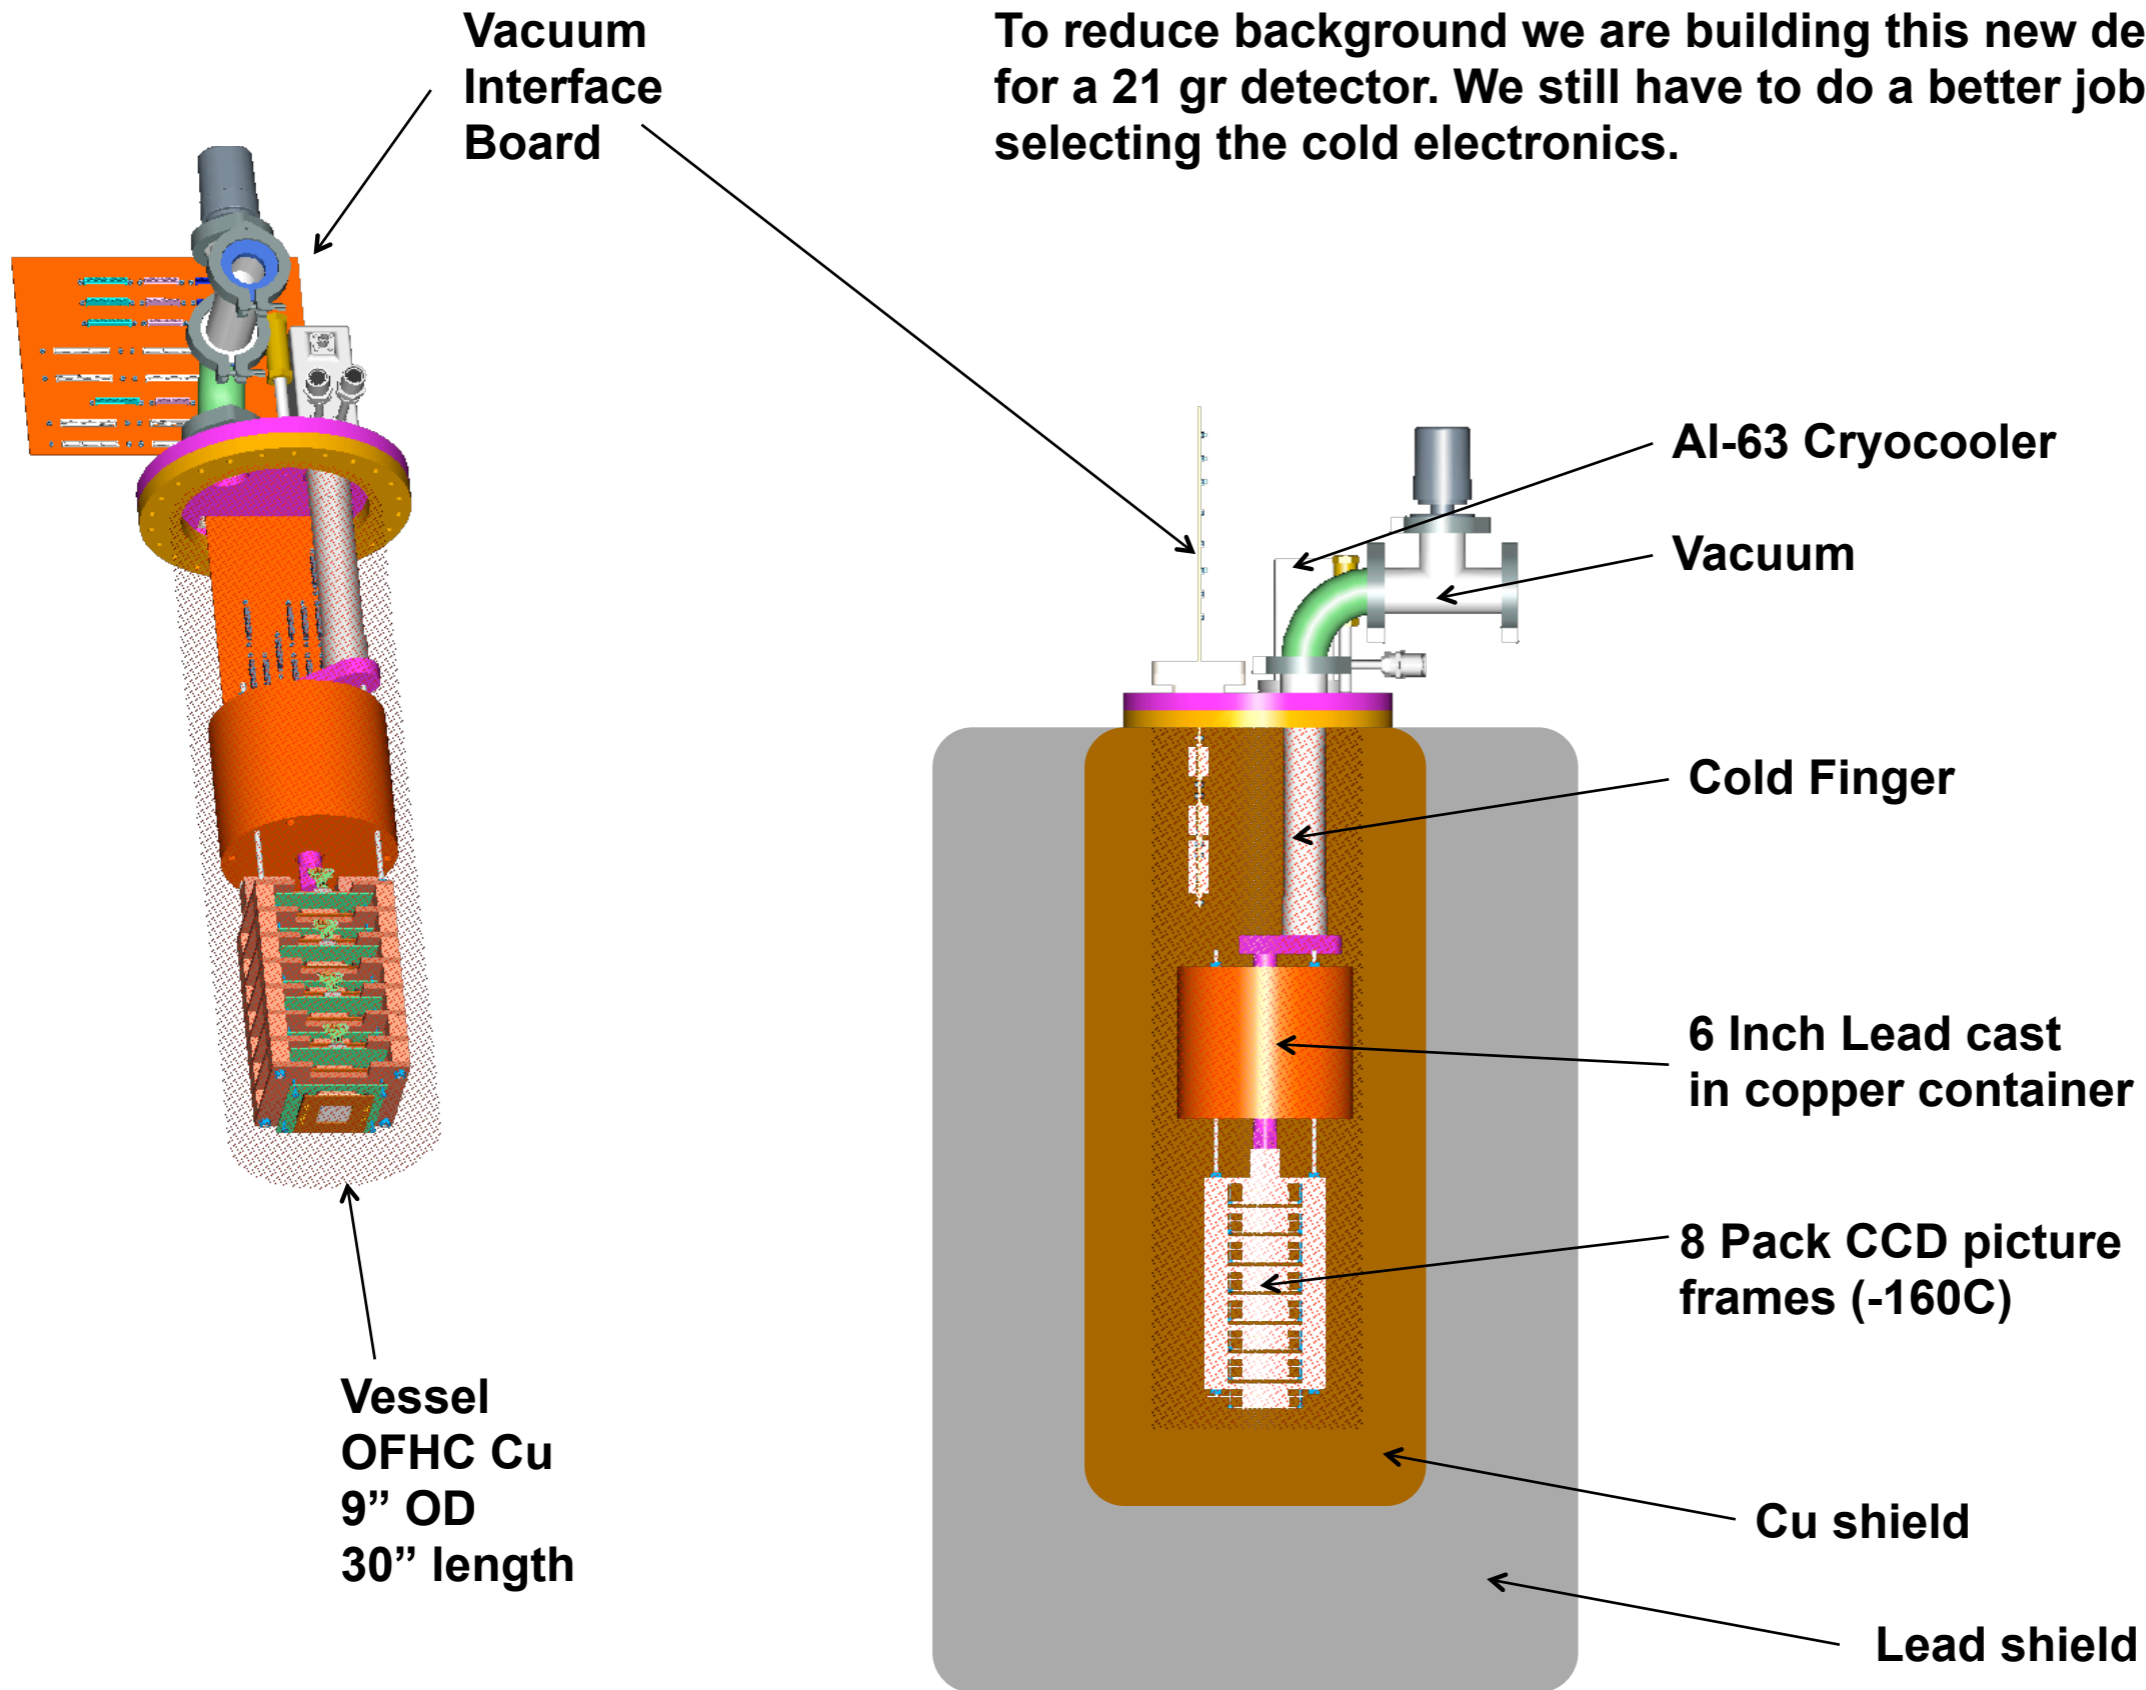 Vacuum
Interface
Board
To reduce background we are building this new de
for a 21 gr detector. We still have to do a better job
selecting the cold electronics.
Al-63 Cryocooler
Vacuum
Cold Finger
6 Inch Lead cast
in copper container
8 Pack CCD picture
frames (-160C)
Vessel
OFHC Cu
9” OD
30” length
Cu shield
Lead shield